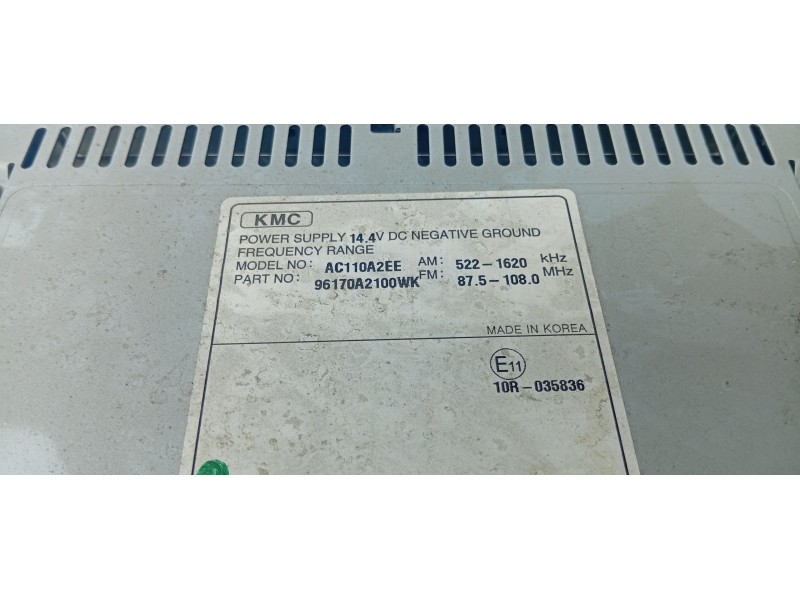 KMC
POWER SUPPLY 14.4V DC NEGATIVE GROUND
FREQUENCY RANGE
MODEL NO: AC110A2EE AM: 522-1620 KHz
PART NO: 96170A2100WK FM: 87.5-108.0 MHz
MADE IN KOREA
E11
10R-035836